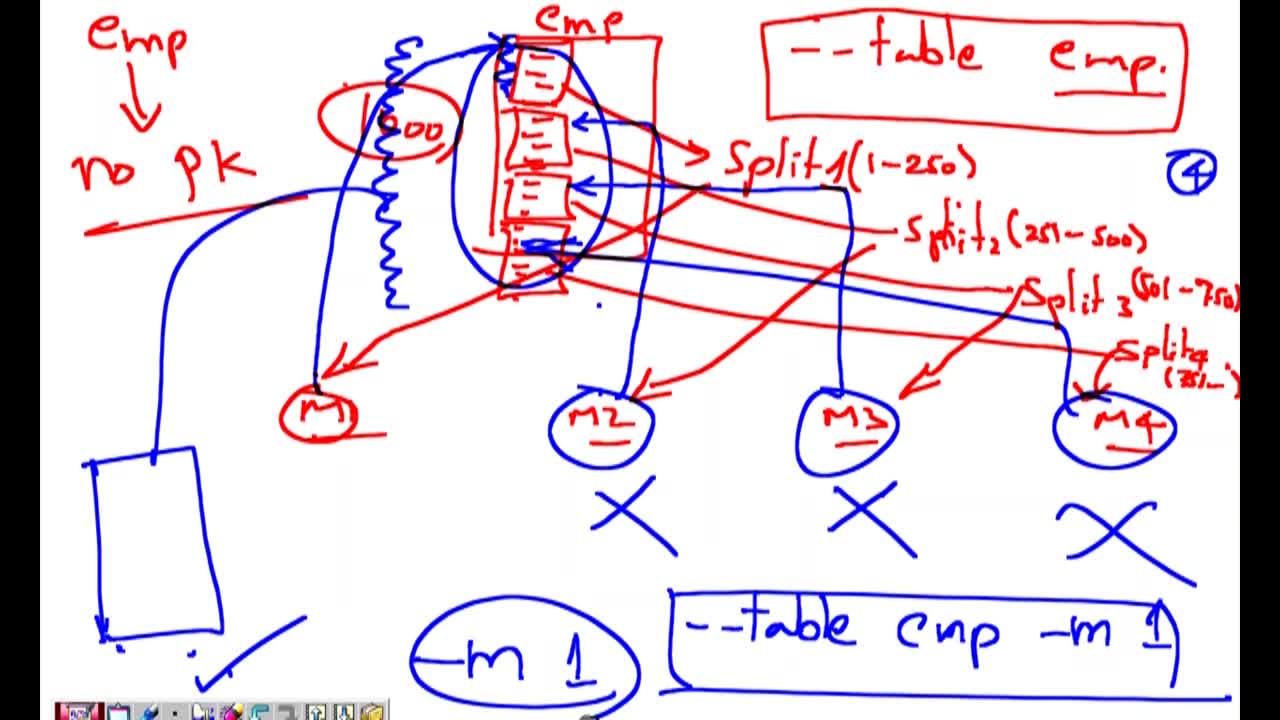 emp
no pk
1000
emp
--table emp.
4
Split1(1-250)
Split2(251-500)
Split3(501-750)
Split4
M1
M2
M3
M4
-m 1
--table emp -m 1